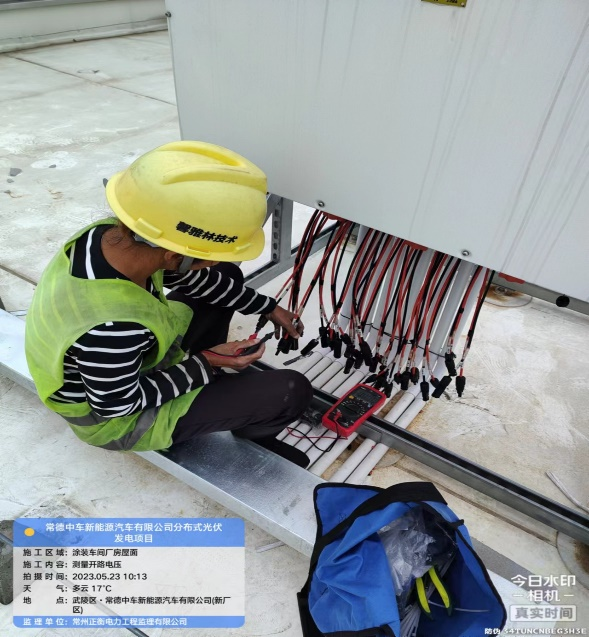 睿雅林技术
常德中车新能源汽车有限公司分布式光伏
发电项目
施工区域：涂装车间厂房屋面
施工内容：测量开路电压
拍摄时间：2023.05.23 10:13
天 气：多云 17℃
地 点：武陵区·常德中车新能源汽车有限公司(新厂
区)
监理单位：常州正衡电力工程监理有限公司
今日水印
相机
真实时间
防伪 S41UNCNBEG3H3E